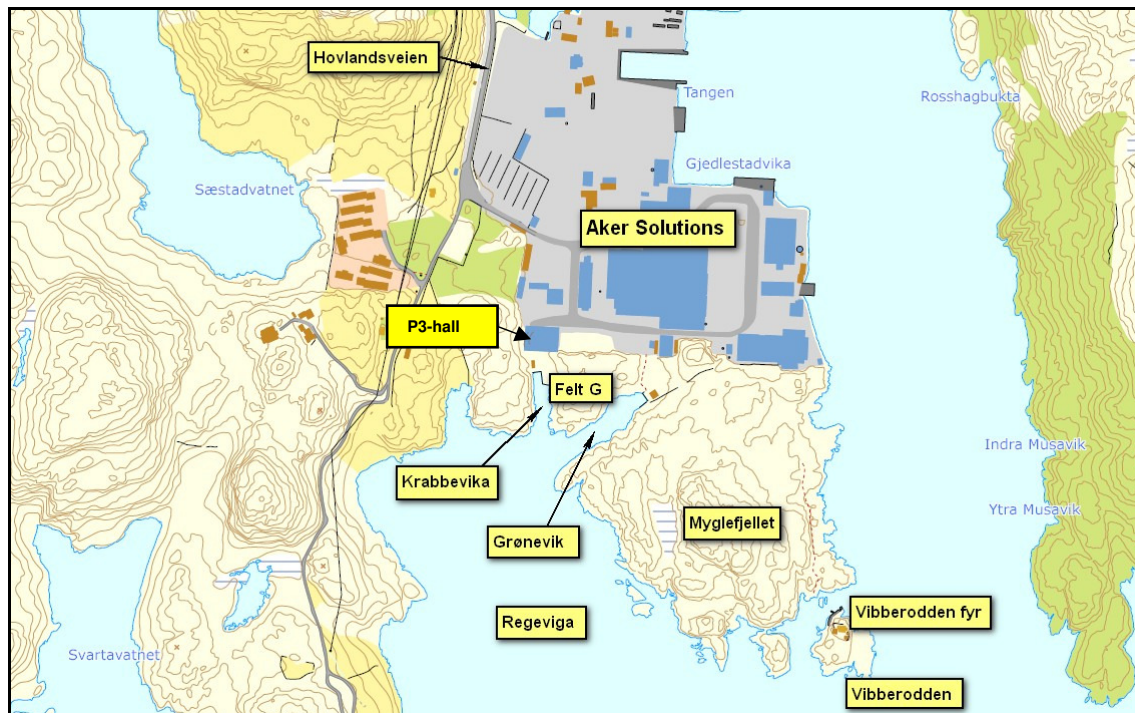 Hovlandsveien
Tangen
Rosshagbukta
Gjedlestadvika
Sæstadvatnet
Aker Solutions
P3-hall
Felt G
Krabbevika
Indra Musavik
Ytra Musavik
Myglefjellet
Grønevik
Regeviga
Vibberodden fyr
Svartavatnet
Vibberodden